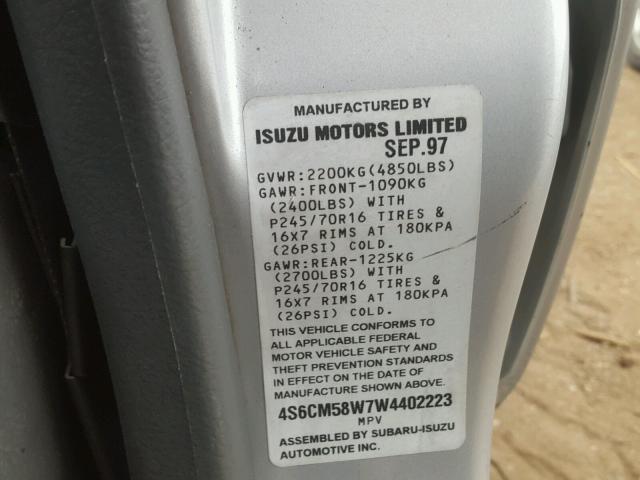 MANUFACTURED BY
ISUZU MOTORS LIMITED
SEP.97
GVWR:2200KG(4850LBS)
GAWR:FRONT-1090KG
(2400LBS) WITH
P245/70R16 TIRES &
16X7 RIMS AT 180KPA
(26PSI) COLD.
GAWR:REAR-1225KG
(2700LBS) WITH
P245/70R16 TIRES &
16X7 RIMS AT 180KPA
(26PSI) COLD.
THIS VEHICLE CONFORMS TO
ALL APPLICABLE FEDERAL
MOTOR VEHICLE SAFETY AND
THEFT PREVENTION STANDARDS
IN EFFECT ON THE DATE OF
MANUFACTURE SHOWN ABOVE.
4S6CM58W7W4402223
MPV
ASSEMBLED BY SUBARU-ISUZU
AUTOMOTIVE INC.